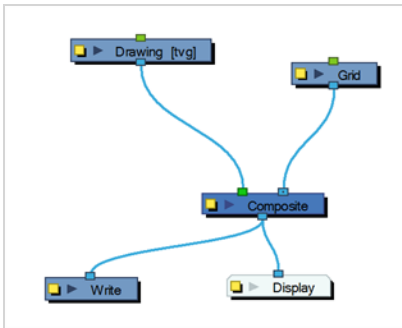 Drawing [tvg]
Grid
Composite
Write
Display